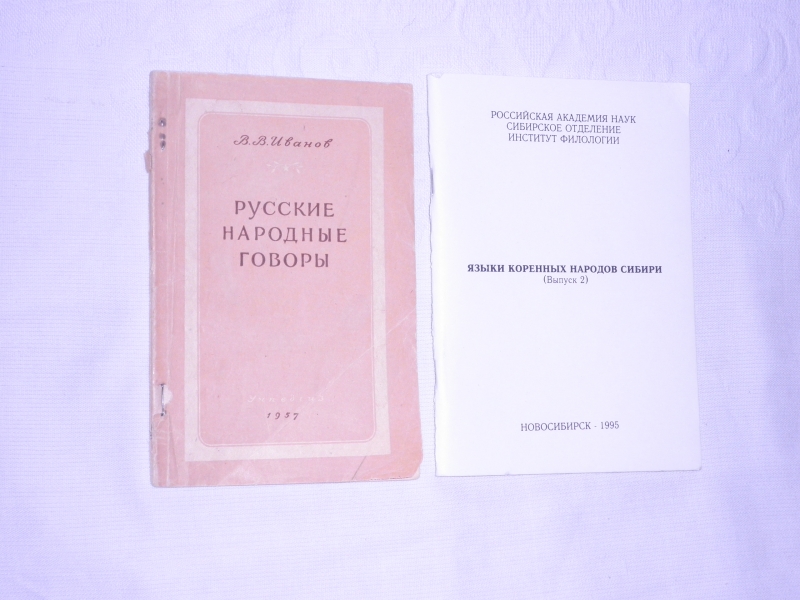 В.В.Иванов
РУССКИЕ
НАРОДНЫЕ
ГОВОРЫ
1957
РОССИЙСКАЯ АКАДЕМИЯ НАУК
СИБИРСКОЕ ОТДЕЛЕНИЕ
ИНСТИТУТ ФИЛОЛОГИИ
ЯЗЫКИ КОРЕННЫХ НАРОДОВ СИБИРИ
(Выпуск 2)
НОВОСИБИРСК - 1995